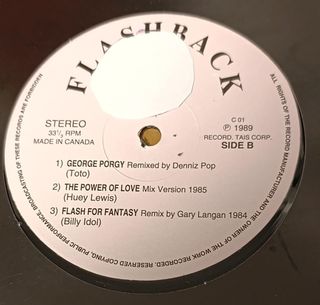 FLASHBACK
STEREO
33⅓ RPM
MADE IN CANADA
C 01
Ⓟ 1989
RECORD. TAIS CORP.
SIDE B
1) GEORGE PORGY Remixed by Denniz Pop
(Toto)
2) THE POWER OF LOVE Mix Version 1985
(Huey Lewis)
3) FLASH FOR FANTASY Remix by Gary Langan 1984
(Billy Idol)
ALL RIGHTS OF THE RECORD MANUFACTURER AND THE OWNER OF THE WORK RECORDED. REPRODUCING, COPYING, PUBLIC PERFORMANCE, BROADCASTING OF THESE RECORDS ARE FORBIDDEN